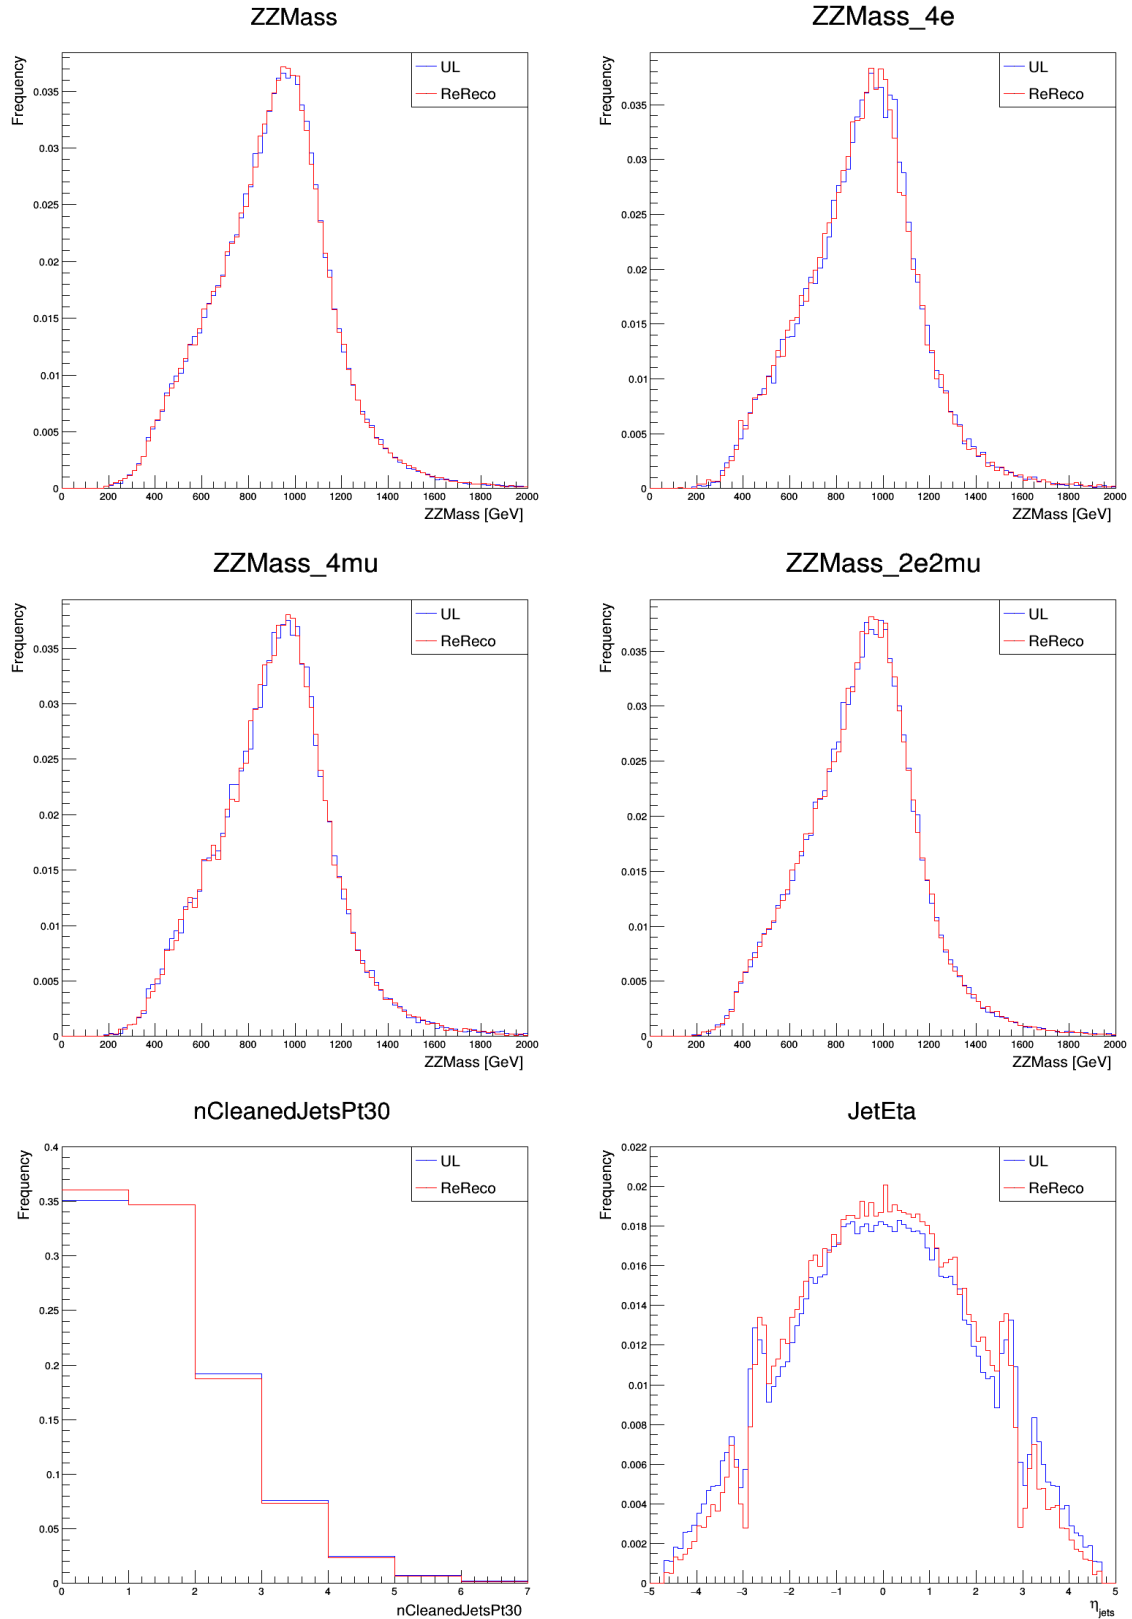 ZZMass
Frequency
UL
ReReco
0.035
0.03
0.025
0.02
0.015
0.01
0.005
0
0 200 400 600 800 1000 1200 1400 1600 1800 2000
ZZMass [GeV]
ZZMass_4e
Frequency
UL
ReReco
0.035
0.03
0.025
0.02
0.015
0.01
0.005
0
0 200 400 600 800 1000 1200 1400 1600 1800 2000
ZZMass [GeV]
ZZMass_4mu
Frequency
UL
ReReco
0.035
0.03
0.025
0.02
0.015
0.01
0.005
0
0 200 400 600 800 1000 1200 1400 1600 1800 2000
ZZMass [GeV]
ZZMass_2e2mu
Frequency
UL
ReReco
0.035
0.03
0.025
0.02
0.015
0.01
0.005
0
0 200 400 600 800 1000 1200 1400 1600 1800 2000
ZZMass [GeV]
nCleanedJetsPt30
Frequency
UL
ReReco
0.4
0.35
0.3
0.25
0.2
0.15
0.1
0.05
0
0 1 2 3 4 5 6 7
nCleanedJetsPt30
JetEta
Frequency
UL
ReReco
0.022
0.02
0.018
0.016
0.014
0.012
0.01
0.008
0.006
0.004
0.002
0
−5 −4 −3 −2 −1 0 1 2 3 4 5
η_jets